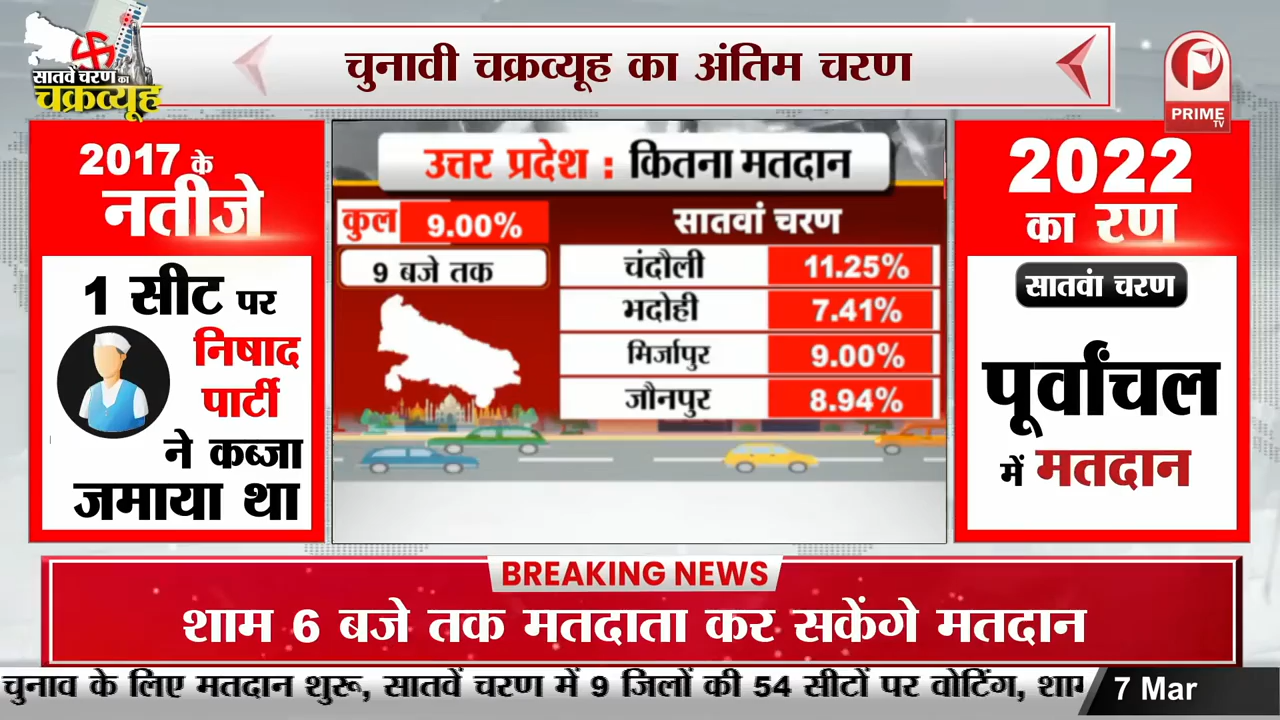 सातवें चरण का
चक्रव्यूह
चुनावी चक्रव्यूह का अंतिम चरण
PRIME
TV
2017 के
नतीजे
1 सीट पर
निषाद
पार्टी
ने कब्जा
जमाया था
उत्तर प्रदेश : कितना मतदान
कुल 9.00%
9 बजे तक
सातवां चरण
चंदौली 11.25%
भदोही 7.41%
मिर्जापुर 9.00%
जौनपुर 8.94%
2022
का रण
सातवां चरण
पूर्वांचल
में मतदान
BREAKING NEWS
शाम 6 बजे तक मतदाता कर सकेंगे मतदान
चुनाव के लिए मतदान शुरू, सातवें चरण में 9 जिलों की 54 सीटों पर वोटिंग,
7 Mar